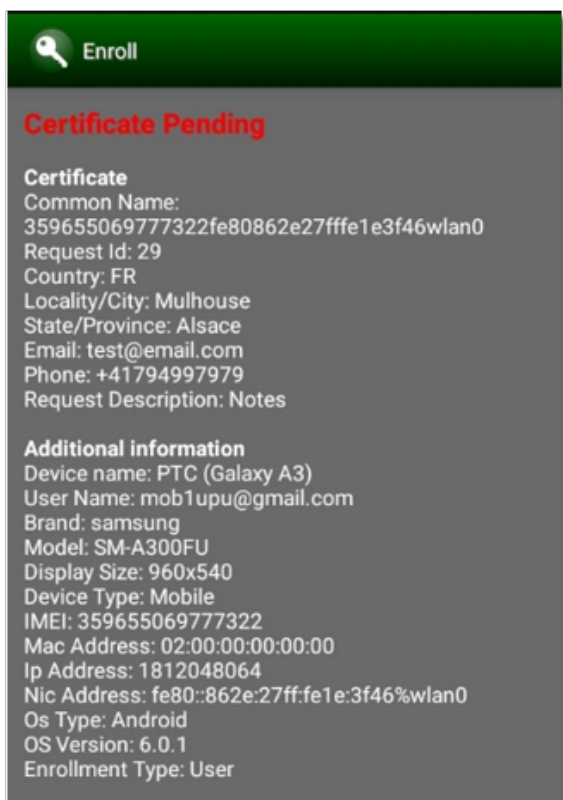 Enroll
Certificate Pending
Certificate
Common Name:
359655069777322fe80862e27fffe1e3f46wlan0
Request Id: 29
Country: FR
Locality/City: Mulhouse
State/Province: Alsace
Email: test@email.com
Phone: +41794997979
Request Description: Notes
Additional information
Device name: PTC (Galaxy A3)
User Name: mob1upu@gmail.com
Brand: samsung
Model: SM-A300FU
Display Size: 960x540
Device Type: Mobile
IMEI: 359655069777322
Mac Address: 02:00:00:00:00:00
Ip Address: 1812048064
Nic Address: fe80::862e:27ff:fe1e:3f46%wlan0
Os Type: Android
OS Version: 6.0.1
Enrollment Type: User